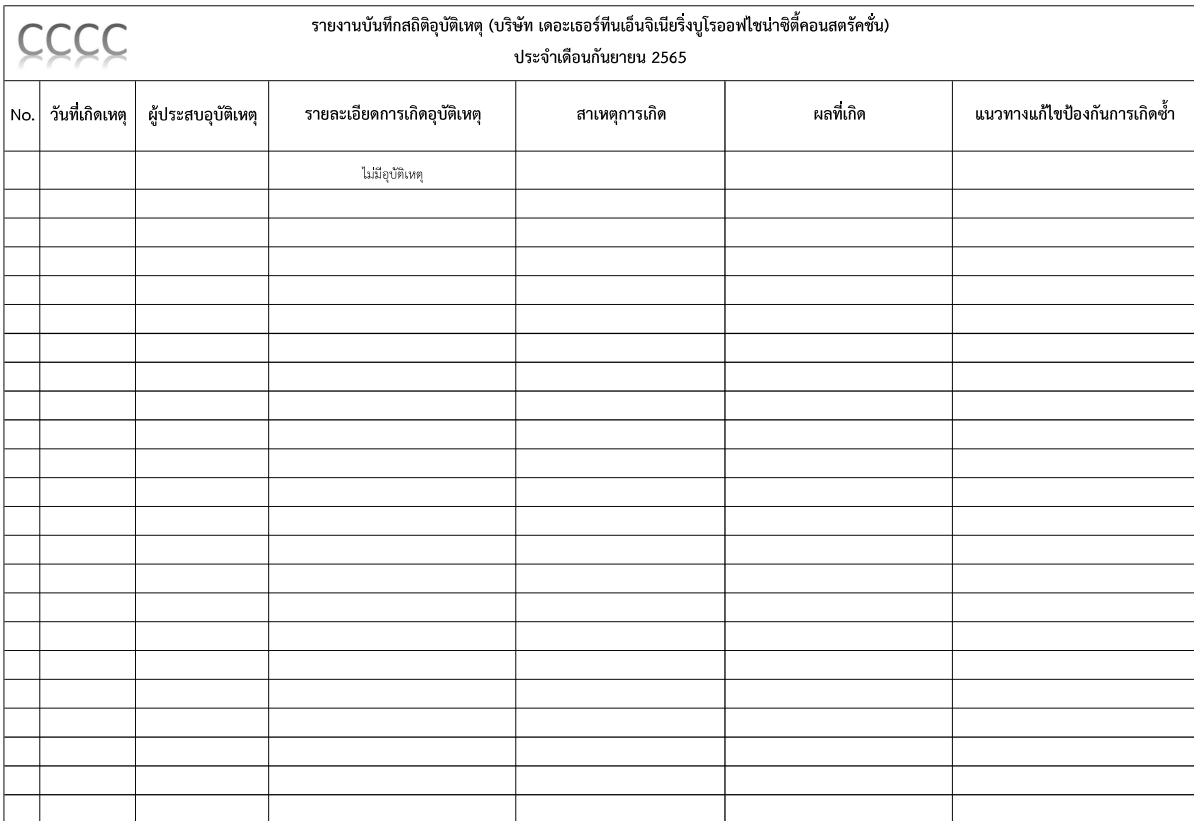 CCCC
รายงานบันทึกสถิติอุบัติเหตุ (บริษัท เดอะเธอร์ทีนเอ็นจิเนียริ่งบูโรออฟไชน่าซิตี้คอนสตรัคชั่น)
ประจำเดือนกันยายน 2565
No. วันที่เกิดเหตุ ผู้ประสบอุบัติเหตุ รายละเอียดการเกิดอุบัติเหตุ สาเหตุการเกิด ผลที่เกิด แนวทางแก้ไขป้องกันการเกิดซ้ำ
ไม่มีอุบัติเหตุ